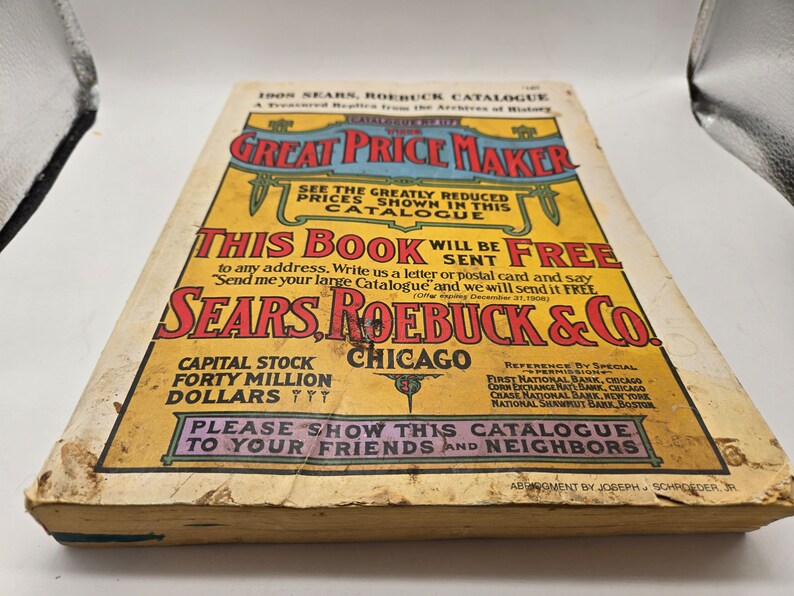 1908 SEARS, ROEBUCK CATALOGUE
A Treasured Replica from the Archives of History
CATALOGUE No. 117
THE
GREAT PRICE MAKER
SEE THE GREATLY REDUCED
PRICES SHOWN IN THIS
CATALOGUE
THIS BOOK WILL BE SENT FREE
to any address. Write us a letter or postal card and say
"Send me your large Catalogue" and we will send it FREE
(Offer expires December 31, 1908)
SEARS, ROEBUCK & CO.
CHICAGO
CAPITAL STOCK
FORTY MILLION
DOLLARS
REFERENCE BY SPECIAL
PERMISSION
FIRST NATIONAL BANK, CHICAGO
CORN EXCHANGE NAT'L BANK, CHICAGO
CHASE NATIONAL BANK, NEW YORK
NATIONAL SHAWMUT BANK, BOSTON
PLEASE SHOW THIS CATALOGUE
TO YOUR FRIENDS AND NEIGHBORS
ABRIDGMENT BY JOSEPH J. SCHROEDER, JR.